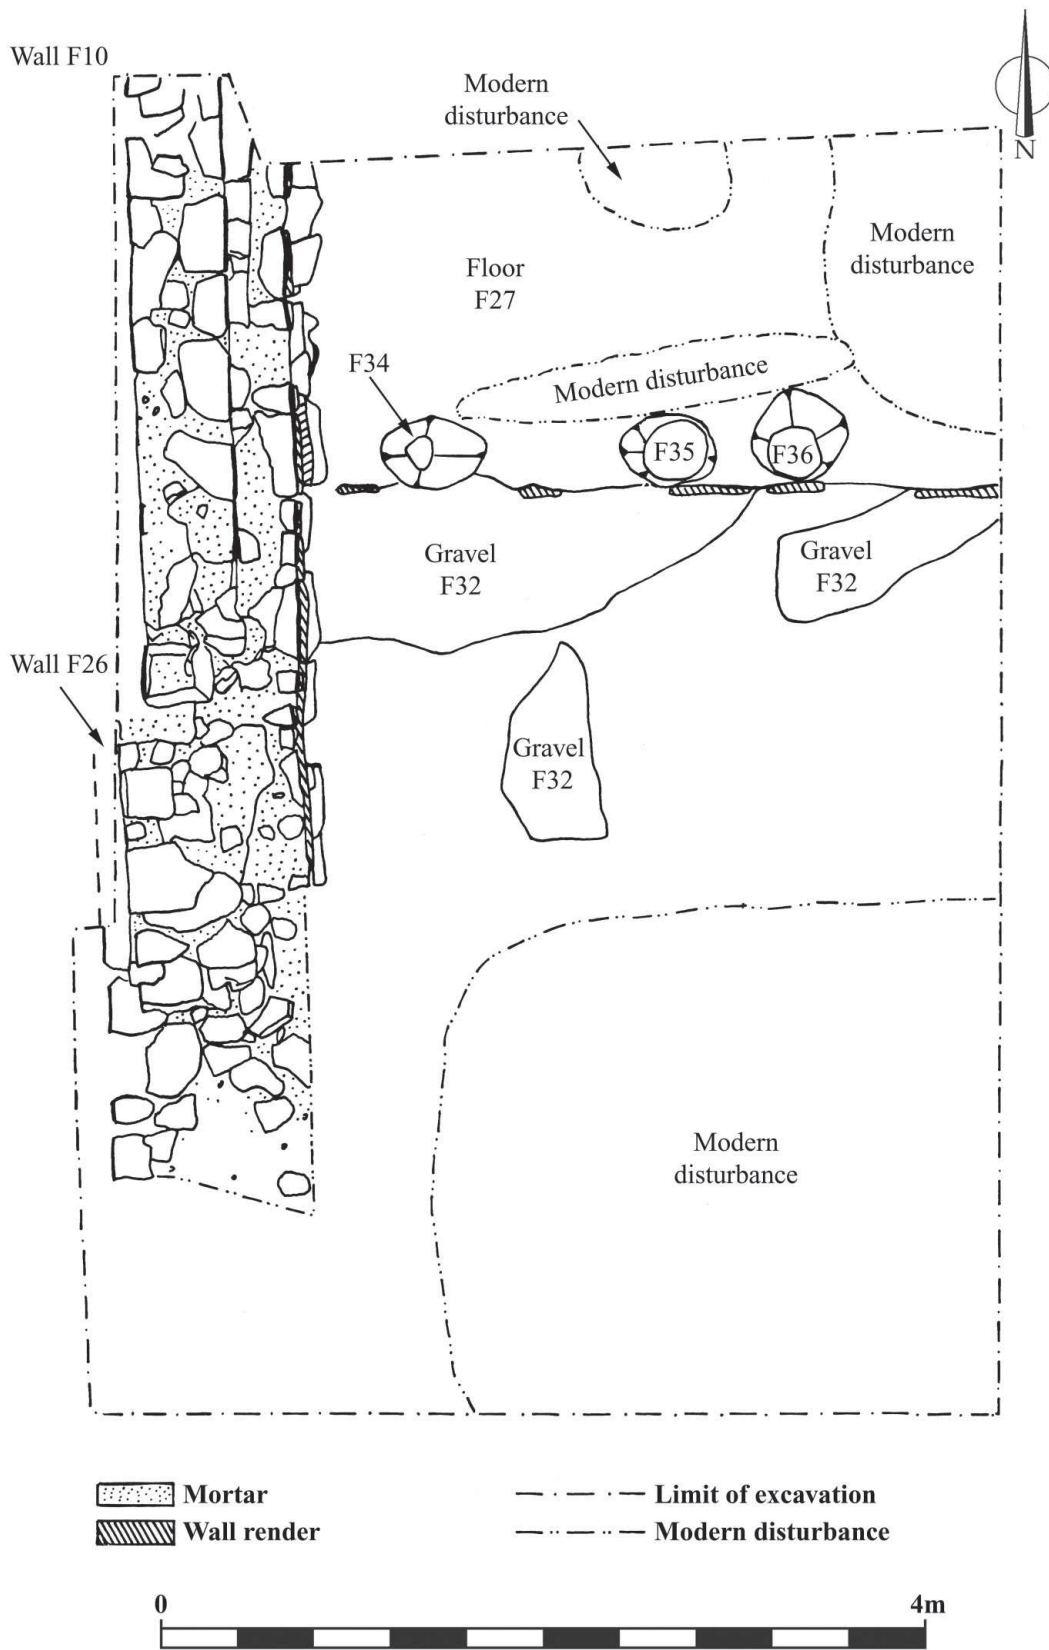 Wall F10
Modern
disturbance
N
Modern
disturbance
Floor
F27
F34
Modern disturbance
F35
F36
Gravel
F32
Gravel
F32
Wall F26
Gravel
F32
Modern
disturbance
Mortar
Limit of excavation
Wall render
Modern disturbance
0
4m